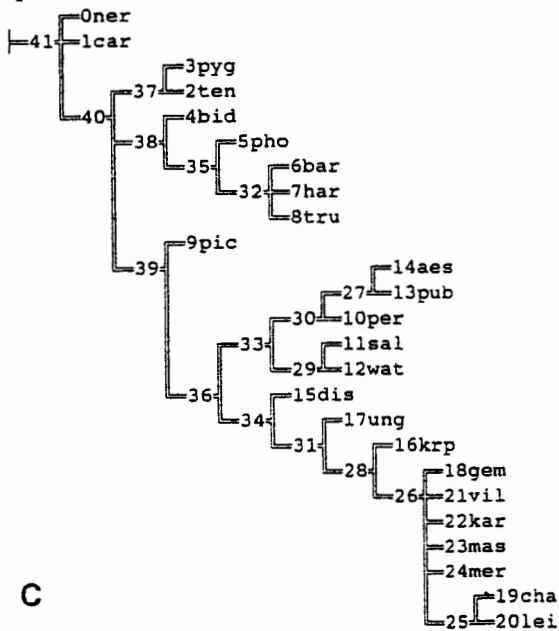 0ner
41 1car
3pyg
37 2ten
40 4bid
38 5pho
35 6bar
32 7har
8tru
9pic
39 14aes
27 13pub
30 10per
33 11sal
29 12wat
36 15dis
34 17ung
31 16krp
28 18gem
26 21vil
22kar
23mas
24mer
C 19cha
25 20lei